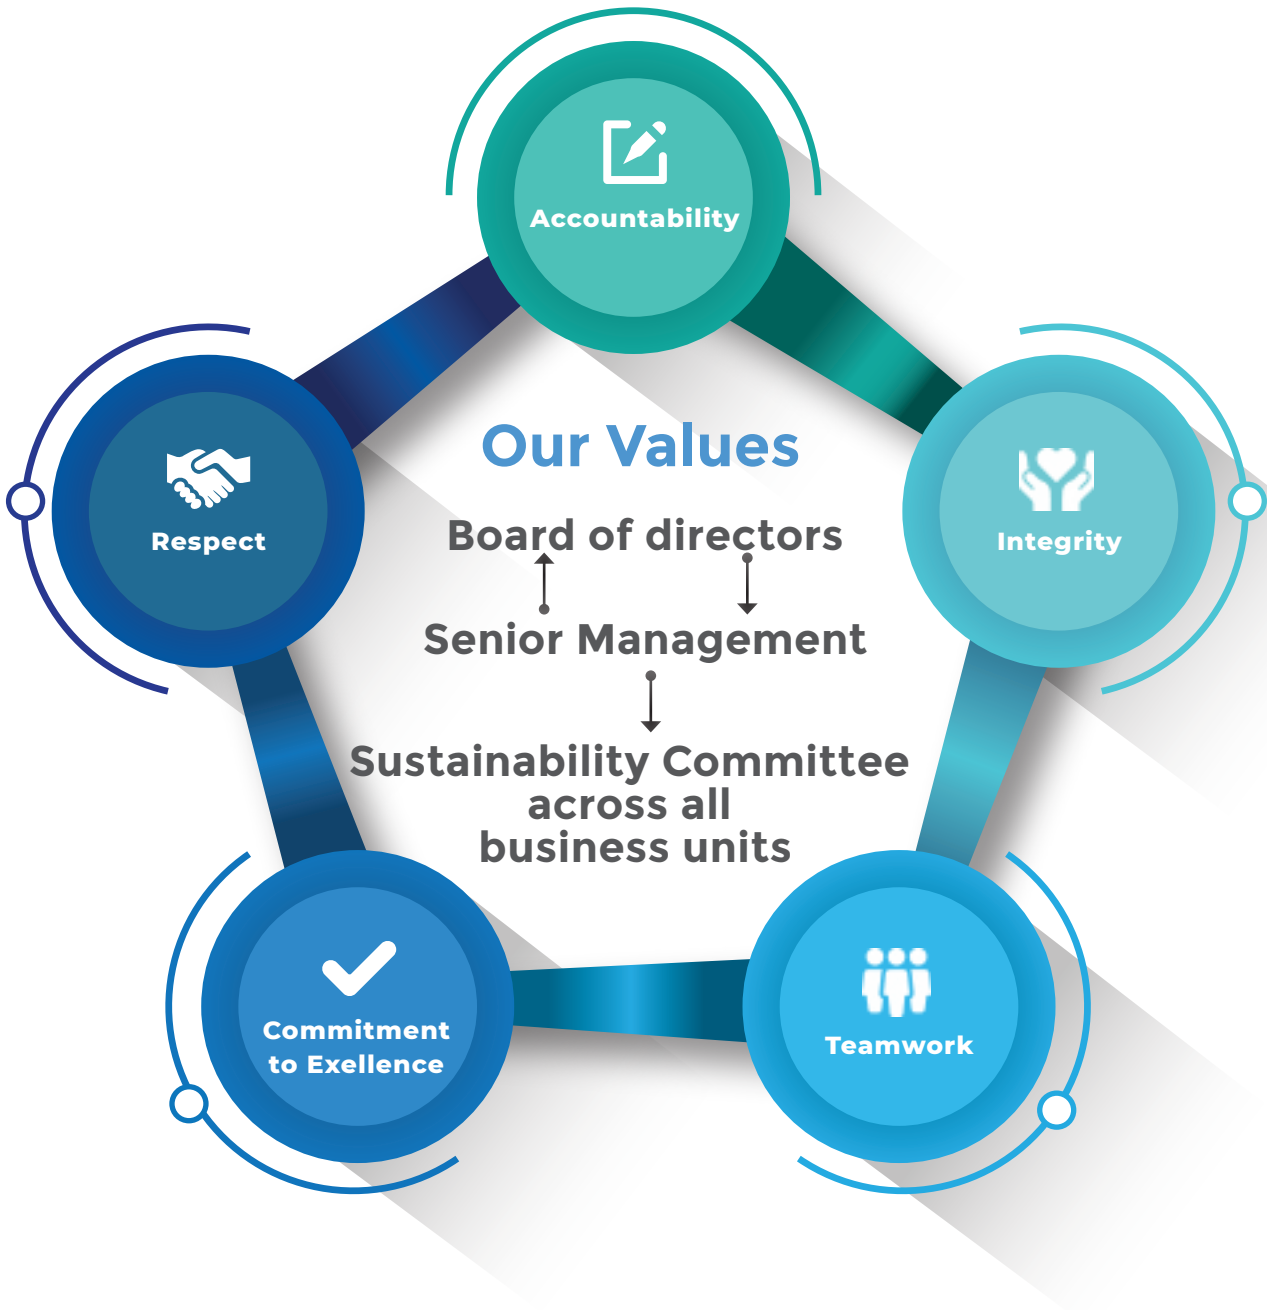 Accountability
Our Values
Respect
Integrity
Board of directors
Senior Management
Sustainability Committee
across all
business units
Commitment
to Exellence
Teamwork